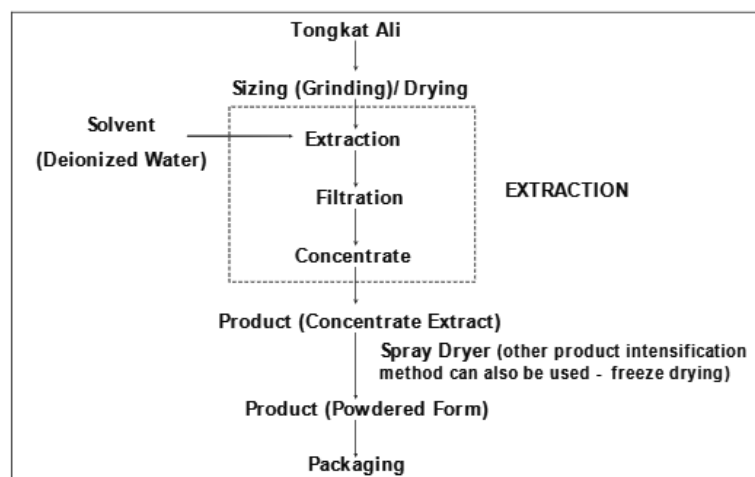 Tongkat Ali
Sizing (Grinding)/ Drying
Solvent
(Deionized Water)
Extraction
Filtration
EXTRACTION
Concentrate
Product (Concentrate Extract)
Spray Dryer (other product intensification
method can also be used - freeze drying)
Product (Powdered Form)
Packaging